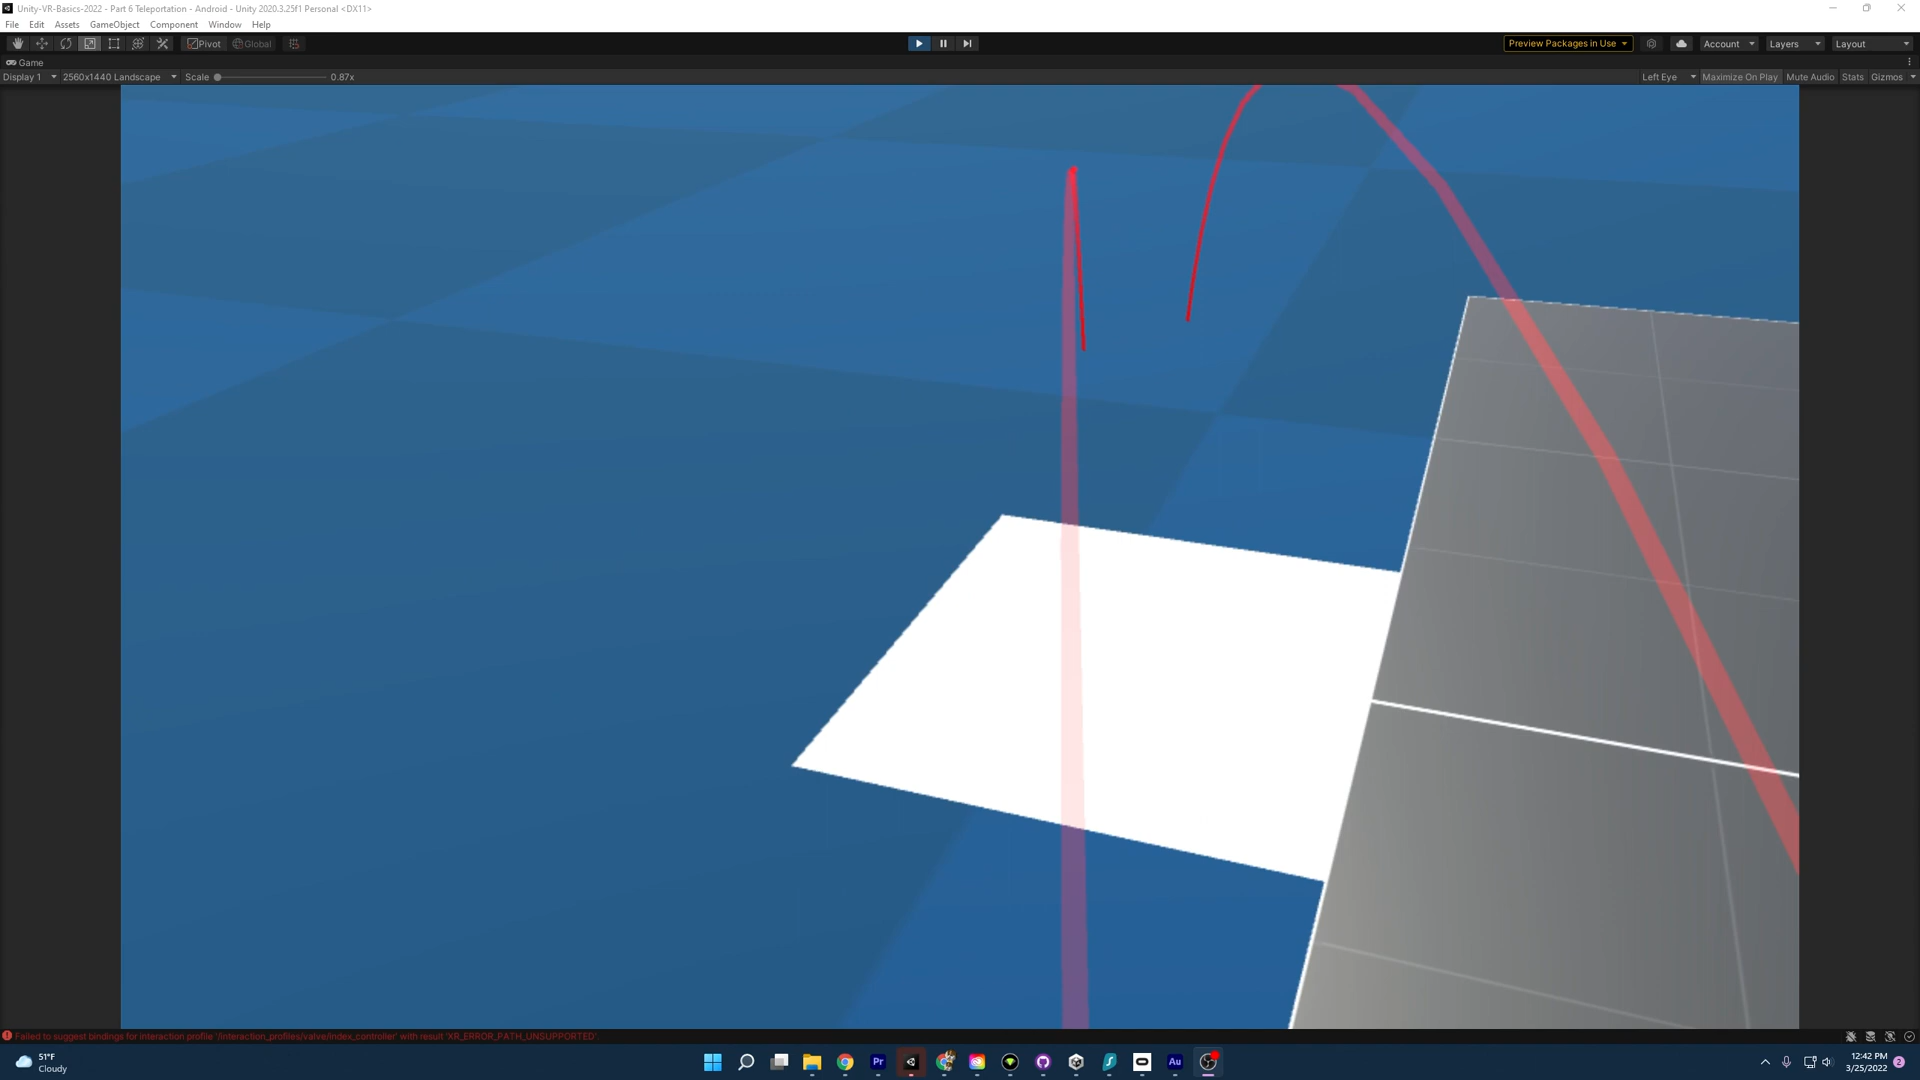 Unity-VR-Basics-2022 - Part 6 Teleportation - Android - Unity 2020.3.25f1 Personal <DX11>
File Edit Assets GameObject Component Window Help
Pivot Global Preview Packages in Use Account Layers Layout
Game
Display 1 2560x1440 Landscape Scale 0.87x Left Eye Maximize On Play Mute Audio Stats Gizmos
Failed to suggest bindings for interaction profile '/interaction_profiles/valve/index_controller' with result 'XR_ERROR_PATH_UNSUPPORTED'.
51°F
Cloudy
Pr
Au
12:42 PM
3/25/2022
2